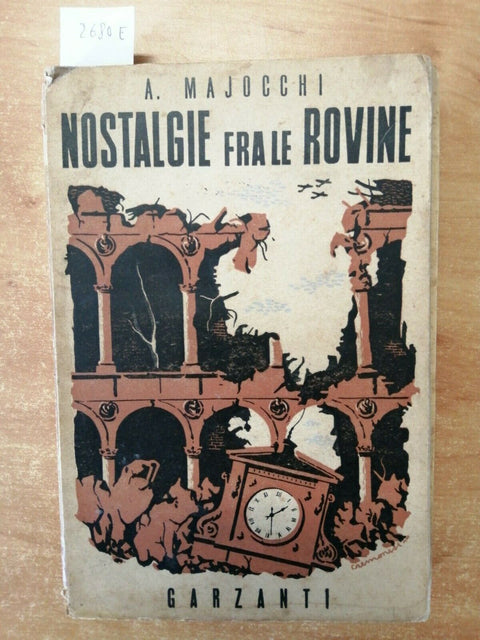 2680 E
A. MAJOCCHI
NOSTALGIE FRA LE ROVINE
GARZANTI